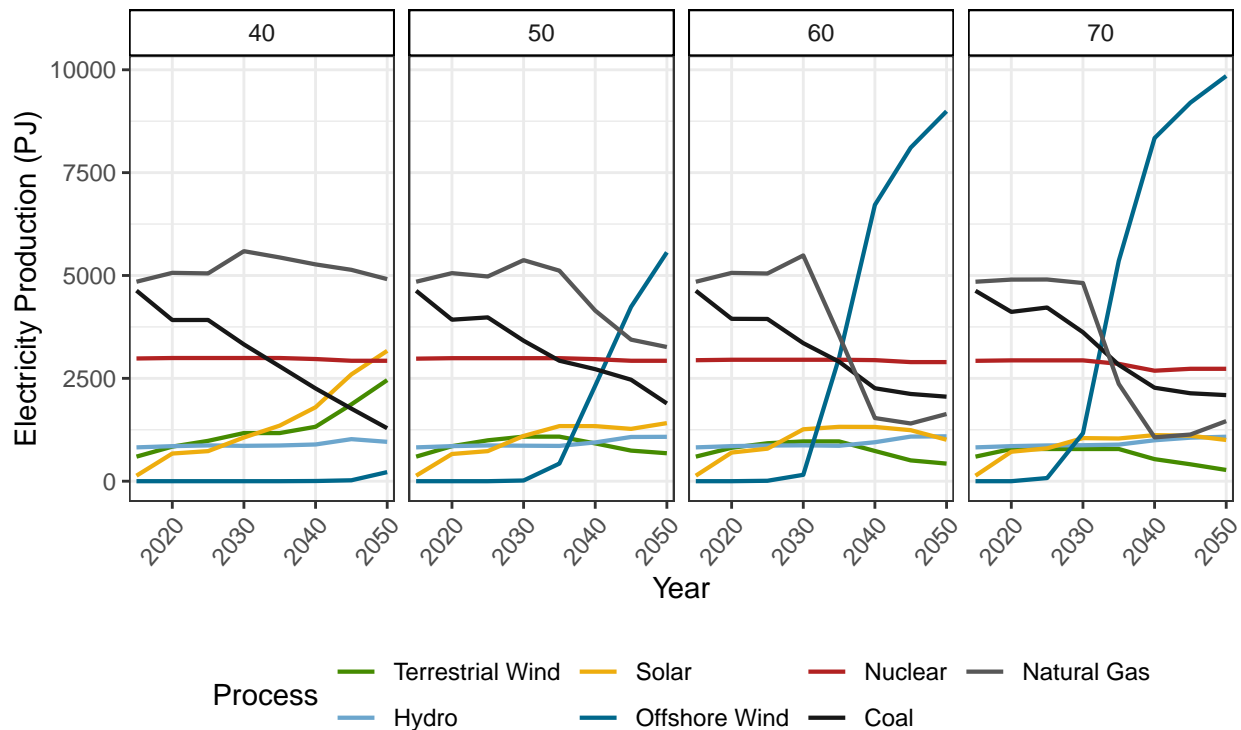 40 50 60 70
10000
7500
5000
2500
0
Electricity Production (PJ)
2020 2030 2040 2050 2020 2030 2040 2050 2020 2030 2040 2050 2020 2030 2040 2050
Year
Process
Terrestrial Wind Solar Nuclear Natural Gas
Hydro Offshore Wind Coal